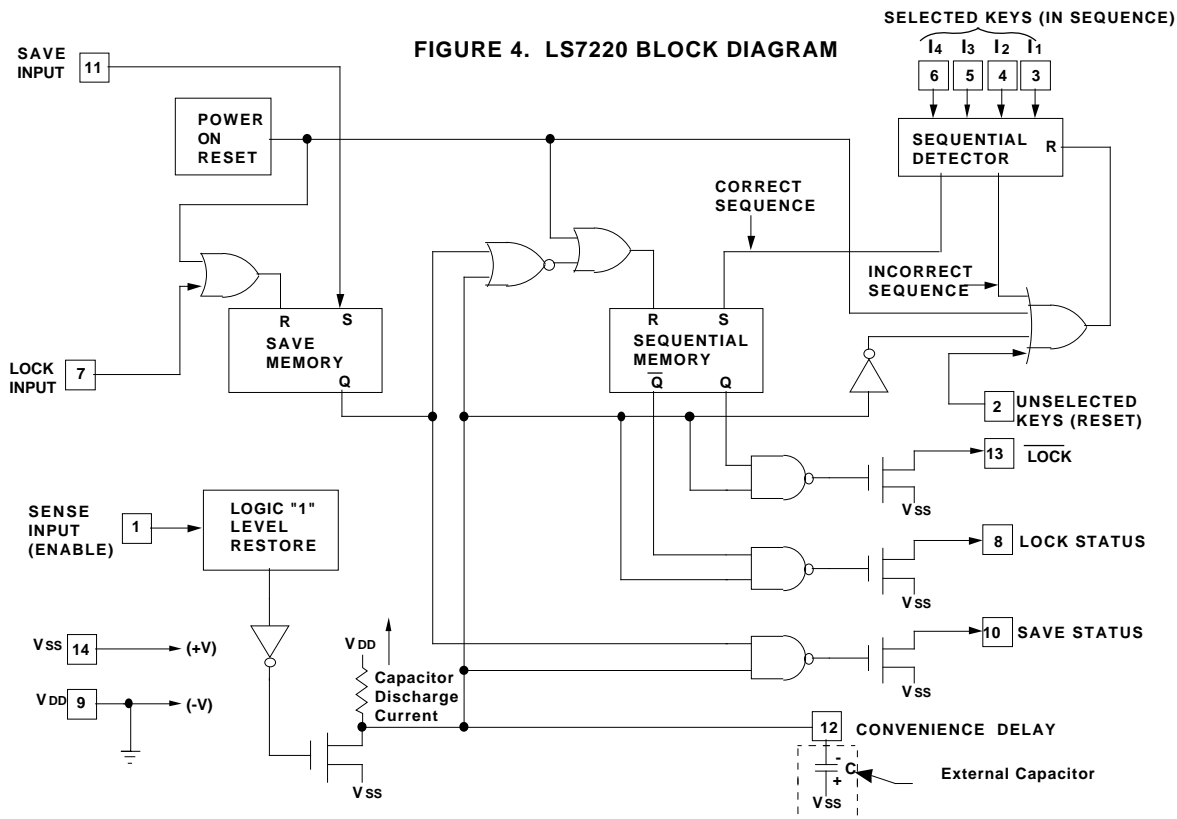 SELECTED KEYS (IN SEQUENCE)
FIGURE 4. LS7220 BLOCK DIAGRAM
I4 I3 I2 I1
6 5 4 3
SAVE
INPUT
11
POWER
ON
RESET
SEQUENTIAL
DETECTOR
R
CORRECT
SEQUENCE
INCORRECT
SEQUENCE
R S
SAVE
MEMORY
Q
R S
SEQUENTIAL
MEMORY
Q Q
LOCK
INPUT
7
2
UNSELECTED
KEYS (RESET)
13
LOCK
VSS
SENSE
INPUT
(ENABLE)
1
LOGIC "1"
LEVEL
RESTORE
8
LOCK STATUS
VSS
10
SAVE STATUS
VSS
VSS 14 (+V)
VDD 9 (-V)
VDD
Capacitor
Discharge
Current
VSS
12
CONVENIENCE DELAY
-
C
+
VSS
External Capacitor